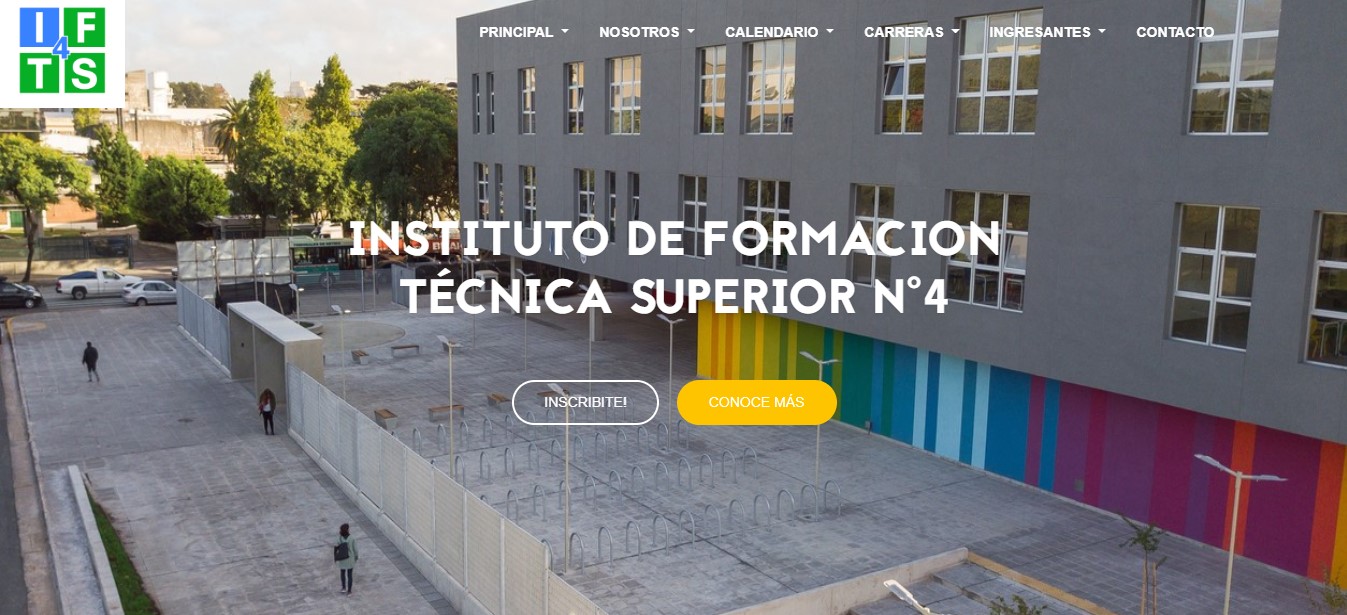 I F
4
T S
PRINCIPAL NOSOTROS CALENDARIO CARRERAS INGRESANTES CONTACTO
INSTITUTO DE FORMACION
TÉCNICA SUPERIOR N°4
INSCRIBITE! CONOCE MÁS